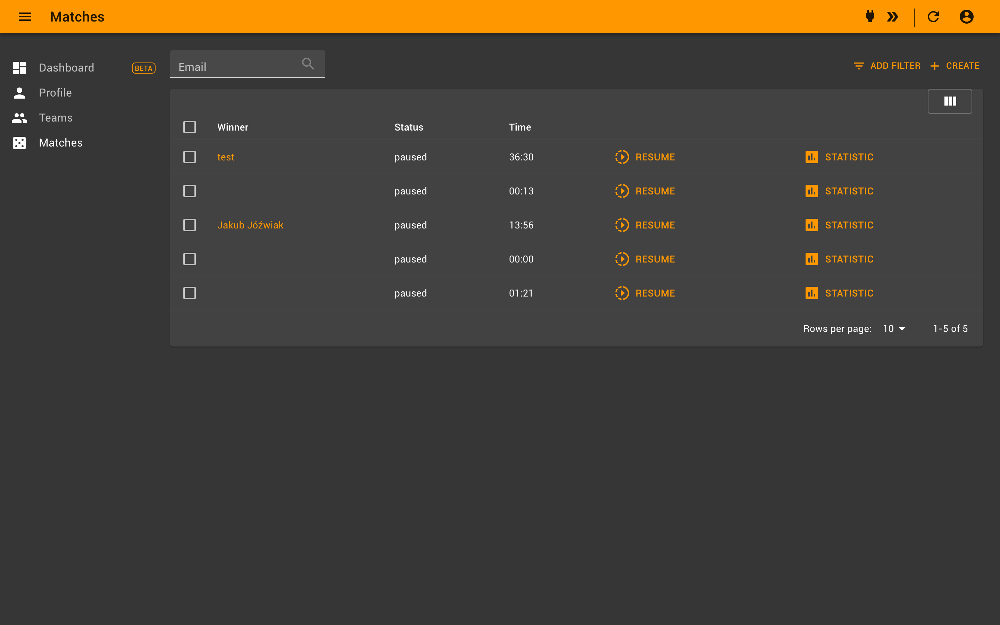 Matches
Dashboard BETA
Profile
Teams
Matches
Email
ADD FILTER CREATE
Winner Status Time
test paused 36:30 RESUME STATISTIC
paused 00:13 RESUME STATISTIC
Jakub Jóźwiak paused 13:56 RESUME STATISTIC
paused 00:00 RESUME STATISTIC
paused 01:21 RESUME STATISTIC
Rows per page: 10 1-5 of 5